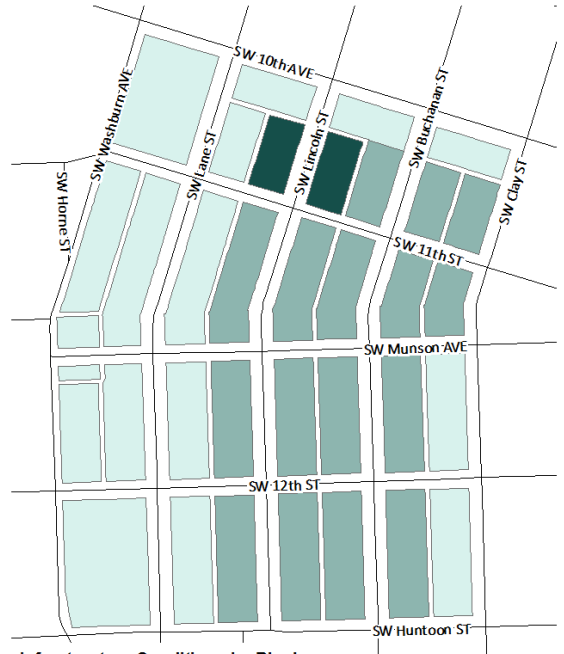 SW 10th AVE
SW Washburn AVE
SW Lane ST
SW Lincoln ST
SW Buchanan ST
SW Clay ST
SW Horne ST
SW 11th ST
SW Munson AVE
SW 12th ST
SW Huntoon ST